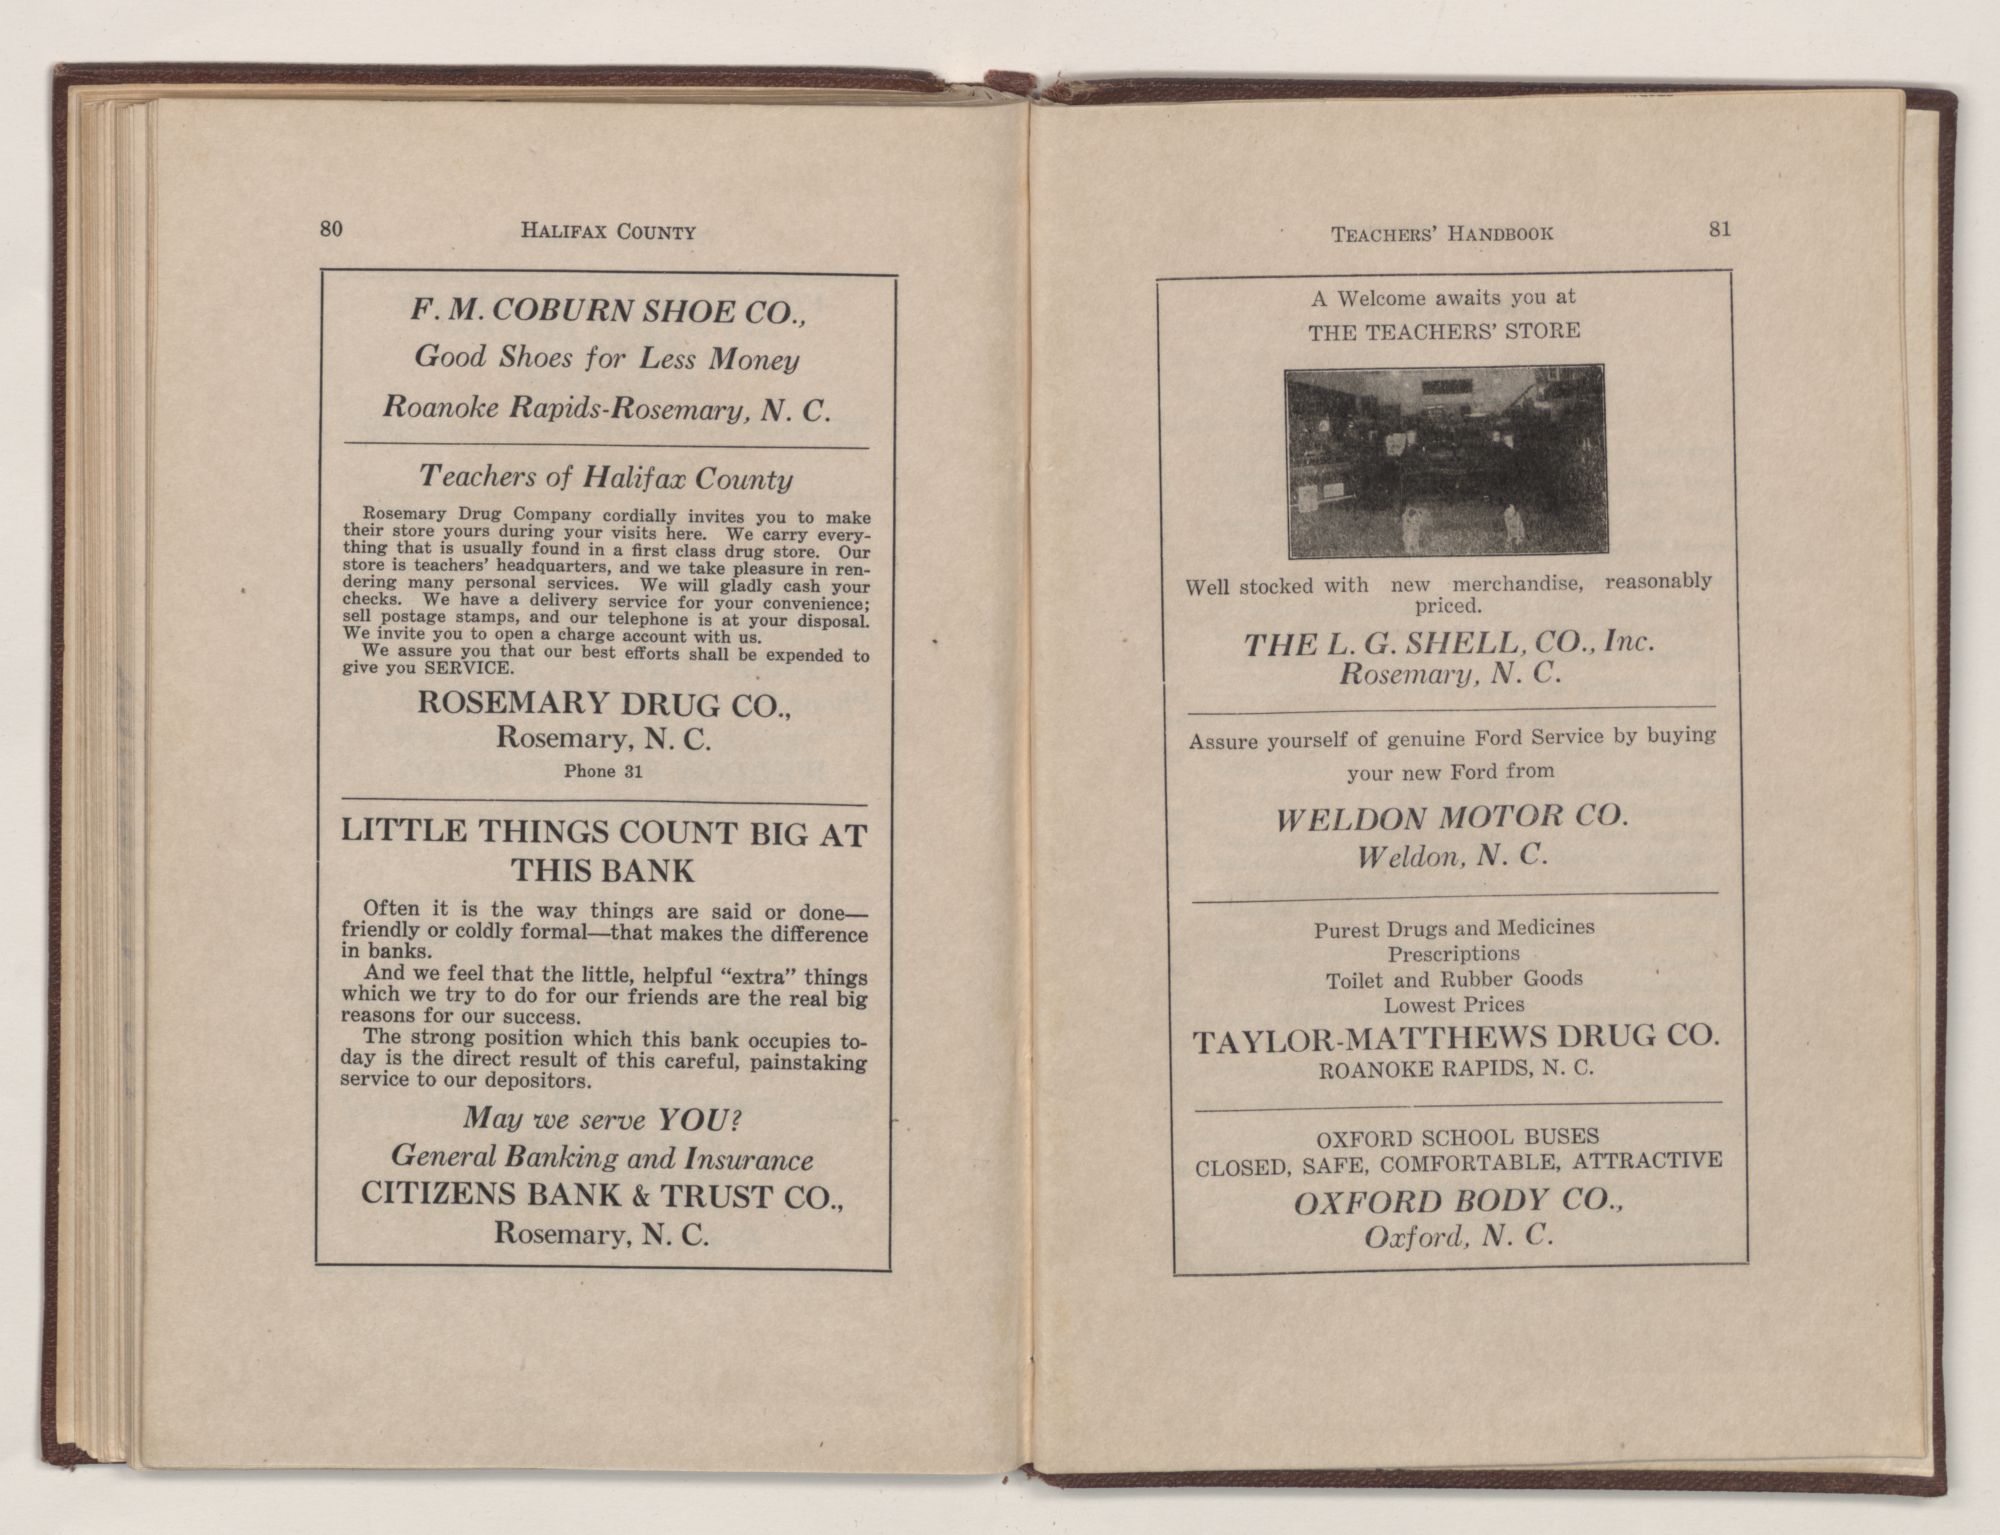 80
HALIFAX COUNTY
F. M. COBURN SHOE CO.,
Good Shoes for Less Money
Roanoke Rapids-Rosemary, N. C.
Teachers of Halifax County
Rosemary Drug Company cordially invites you to make
their store yours during your visits here. We carry every-
thing that is usually found in a first class drug store. Our
store is teachers' headquarters, and we take pleasure in ren-
dering many personal services. We will gladly cash your
checks. We have a delivery service for your convenience;
sell postage stamps, and our telephone is at your disposal.
We invite you to open a charge account with us.
We assure you that our best efforts shall be expended to
give you SERVICE.
ROSEMARY DRUG CO.,
Rosemary, N. C.
Phone 31
LITTLE THINGS COUNT BIG AT
THIS BANK
Often it is the way things are said or done—
friendly or coldly formal—that makes the difference
in banks.
And we feel that the little, helpful “extra” things
which we try to do for our friends are the real big
reasons for our success.
The strong position which this bank occupies to-
day is the direct result of this careful, painstaking
service to our depositors.
May we serve YOU?
General Banking and Insurance
CITIZENS BANK & TRUST CO.,
Rosemary, N. C.
TEACHERS' HANDBOOK
81
A Welcome awaits you at
THE TEACHERS' STORE
Well stocked with new merchandise, reasonably
priced.
THE L. G. SHELL, CO., Inc.
Rosemary, N. C.
Assure yourself of genuine Ford Service by buying
your new Ford from
WELDON MOTOR CO.
Weldon, N. C.
Purest Drugs and Medicines
Prescriptions
Toilet and Rubber Goods
Lowest Prices
TAYLOR-MATTHEWS DRUG CO.
ROANOKE RAPIDS, N. C.
OXFORD SCHOOL BUSES
CLOSED, SAFE, COMFORTABLE, ATTRACTIVE
OXFORD BODY CO.,
Oxford, N. C.